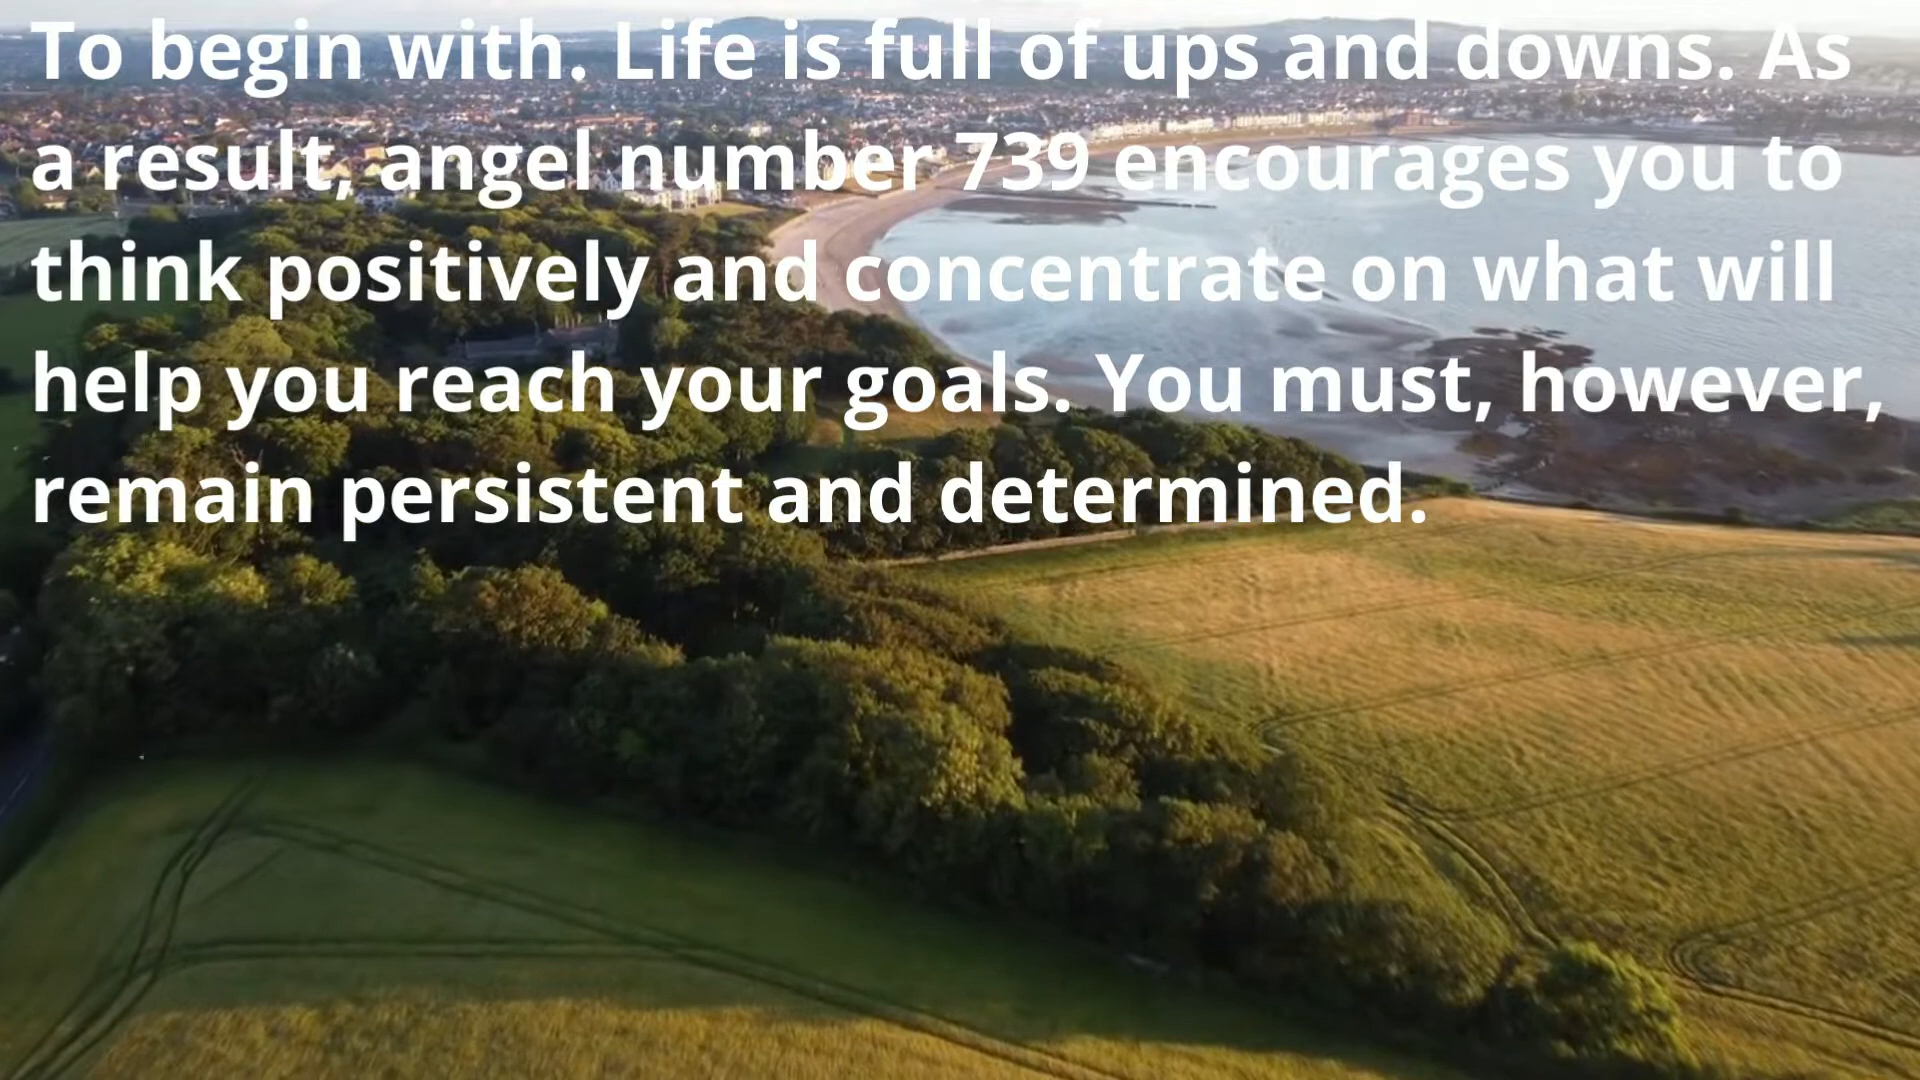 To begin with. Life is full of ups and downs. As
a result, angel number 739 encourages you to
think positively and concentrate on what will
help you reach your goals. You must, however,
remain persistent and determined.